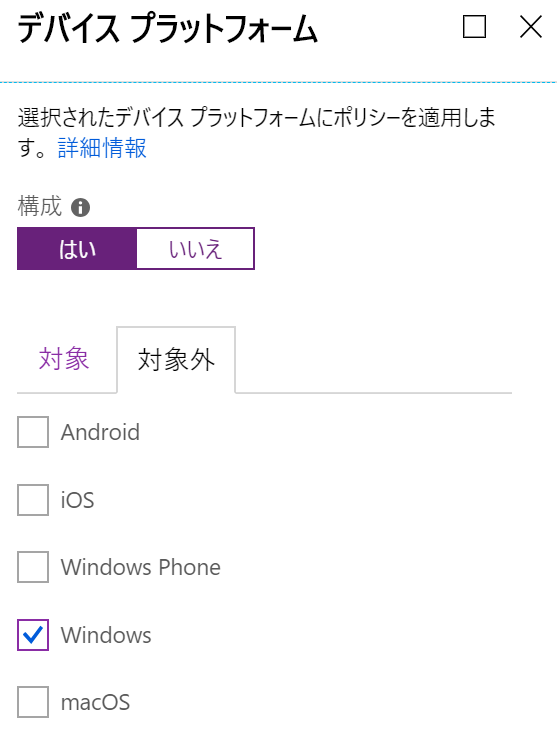 デバイス プラットフォーム
選択されたデバイス プラットフォームにポリシーを適用しま
す。 詳細情報
構成
はい いいえ
対象 対象外
Android
iOS
Windows Phone
Windows
macOS